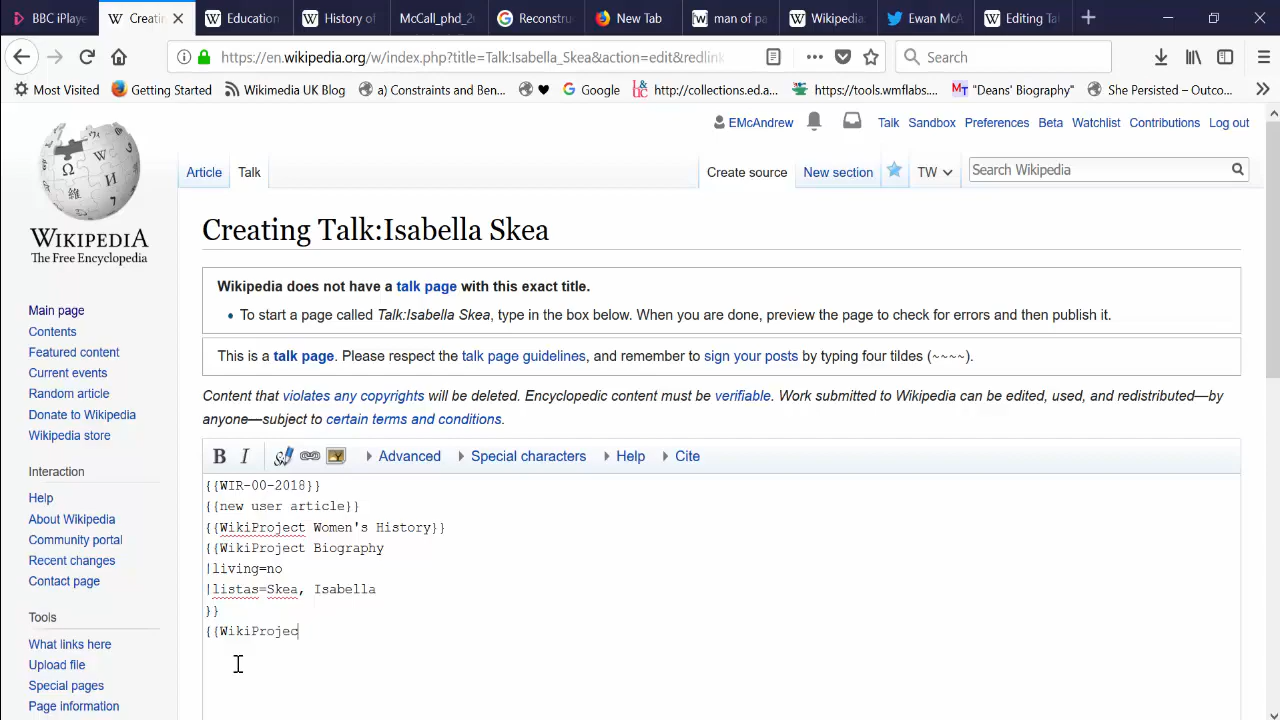 BBC iPlaye
Creatin
Education
History of
McCall_phd_2
Reconstru
New Tab
man of pa
Wikipedia:
Ewan McA
Editing Tal
https://en.wikipedia.org/w/index.php?title=Talk:Isabella_Skea&action=edit&redlink
Search
Most Visited
Getting Started
Wikimedia UK Blog
a) Constraints and Ben...
Google
http://collections.ed.a...
https://tools.wmflabs....
"Deans' Biography"
She Persisted – Outco...
EMcAndrew
Talk
Sandbox
Preferences
Beta
Watchlist
Contributions
Log out
WIKIPEDIA
The Free Encyclopedia
Article
Talk
Create source
New section
TW
Search Wikipedia
Creating Talk:Isabella Skea
Wikipedia does not have a talk page with this exact title.
• To start a page called Talk:Isabella Skea, type in the box below. When you are done, preview the page to check for errors and then publish it.
This is a talk page. Please respect the talk page guidelines, and remember to sign your posts by typing four tildes (~~~~).
Content that violates any copyrights will be deleted. Encyclopedic content must be verifiable. Work submitted to Wikipedia can be edited, used, and redistributed—by
anyone—subject to certain terms and conditions.
B I
Advanced
Special characters
Help
Cite
{{WIR-00-2018}}
{{new user article}}
{{WikiProject Women's History}}
{{WikiProject Biography
|living=no
|listas=Skea, Isabella
}}
{{WikiProjec
Main page
Contents
Featured content
Current events
Random article
Donate to Wikipedia
Wikipedia store
Interaction
Help
About Wikipedia
Community portal
Recent changes
Contact page
Tools
What links here
Upload file
Special pages
Page information